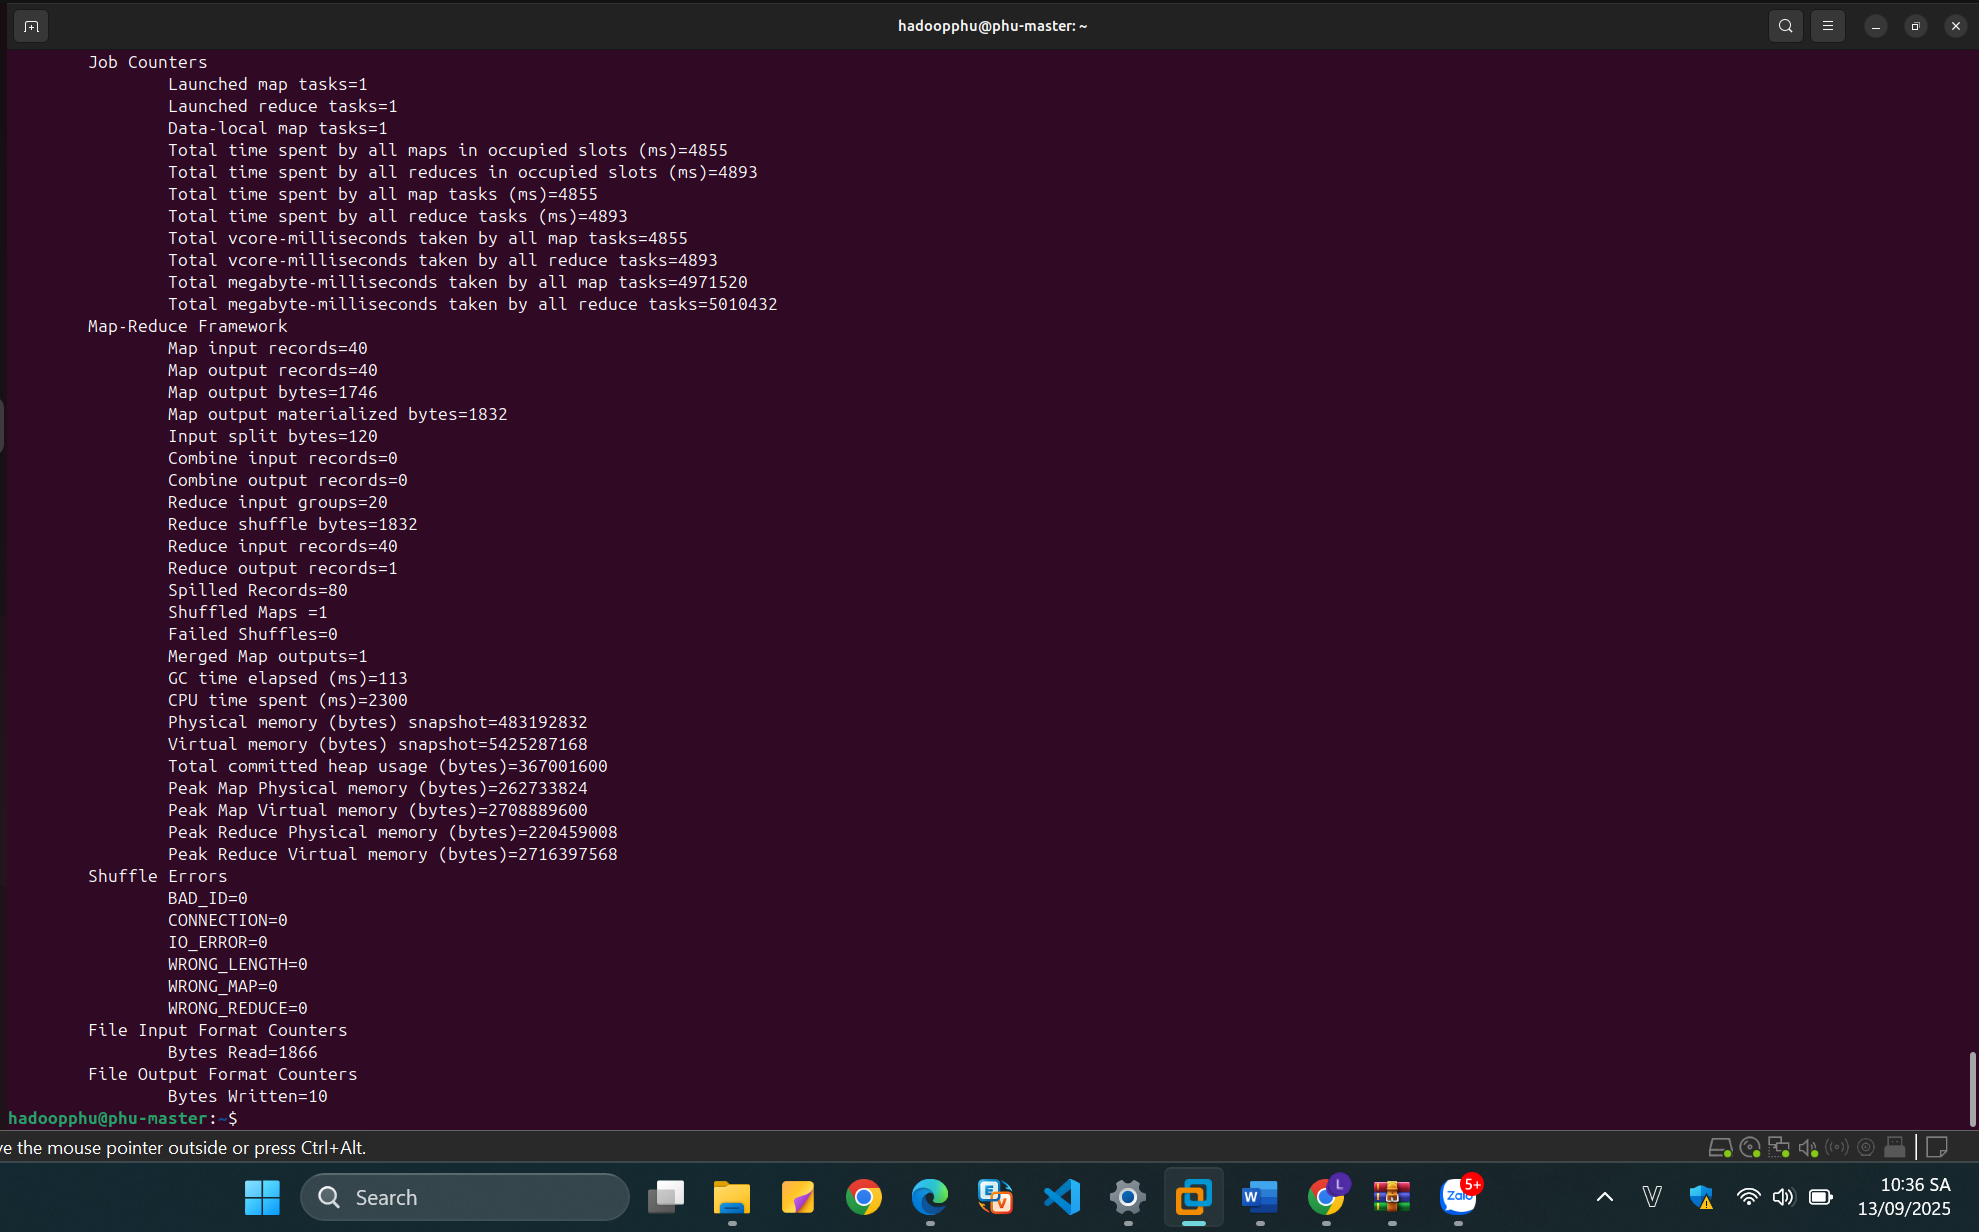 hadoopphu@phu-master: ~
Job Counters
Launched map tasks=1
Launched reduce tasks=1
Data-local map tasks=1
Total time spent by all maps in occupied slots (ms)=4855
Total time spent by all reduces in occupied slots (ms)=4893
Total time spent by all map tasks (ms)=4855
Total time spent by all reduce tasks (ms)=4893
Total vcore-milliseconds taken by all map tasks=4855
Total vcore-milliseconds taken by all reduce tasks=4893
Total megabyte-milliseconds taken by all map tasks=4971520
Total megabyte-milliseconds taken by all reduce tasks=5010432
Map-Reduce Framework
Map input records=40
Map output records=40
Map output bytes=1746
Map output materialized bytes=1832
Input split bytes=120
Combine input records=0
Combine output records=0
Reduce input groups=20
Reduce shuffle bytes=1832
Reduce input records=40
Reduce output records=1
Spilled Records=80
Shuffled Maps =1
Failed Shuffles=0
Merged Map outputs=1
GC time elapsed (ms)=113
CPU time spent (ms)=2300
Physical memory (bytes) snapshot=483192832
Virtual memory (bytes) snapshot=5425287168
Total committed heap usage (bytes)=367001600
Peak Map Physical memory (bytes)=262733824
Peak Map Virtual memory (bytes)=2708889600
Peak Reduce Physical memory (bytes)=220459008
Peak Reduce Virtual memory (bytes)=2716397568
Shuffle Errors
BAD_ID=0
CONNECTION=0
IO_ERROR=0
WRONG_LENGTH=0
WRONG_MAP=0
WRONG_REDUCE=0
File Input Format Counters
Bytes Read=1866
File Output Format Counters
Bytes Written=10
hadoopphu@phu-master:~$
ve the mouse pointer outside or press Ctrl+Alt.
Search
W
L
Zalo
5+
V
10:36 SA
13/09/2025